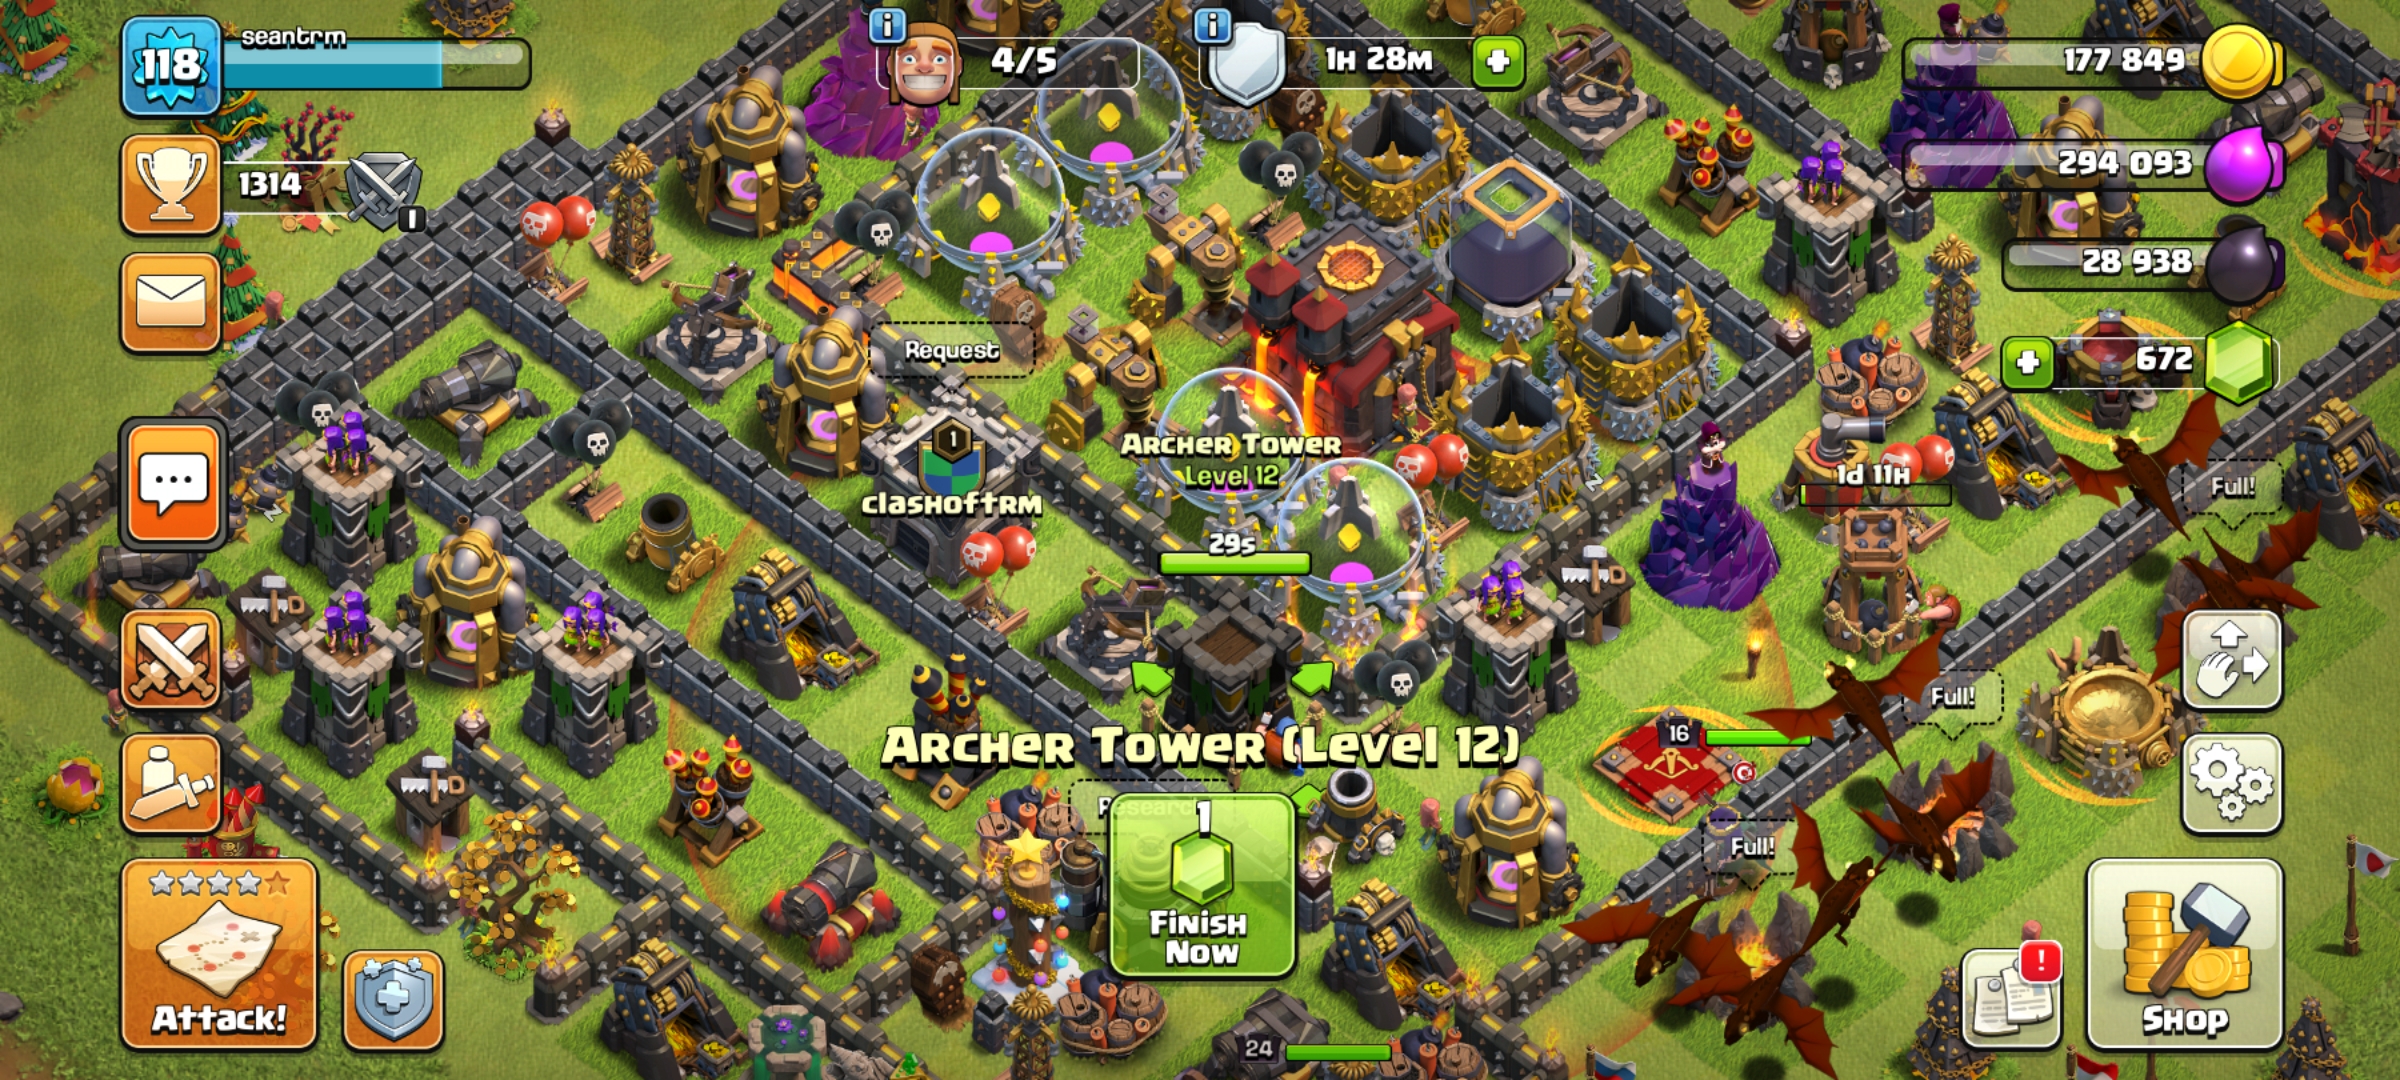 118
seantrm
4/5
1H 28M
177 849
1314
I
294 093
28 938
672
Request
1
clashoftRM
Archer Tower
Level 12
29s
1d 11H
Full!
Full!
16
Archer Tower (Level 12)
Research
Full!
1
Finish
Now
Attack!
!
Shop
24